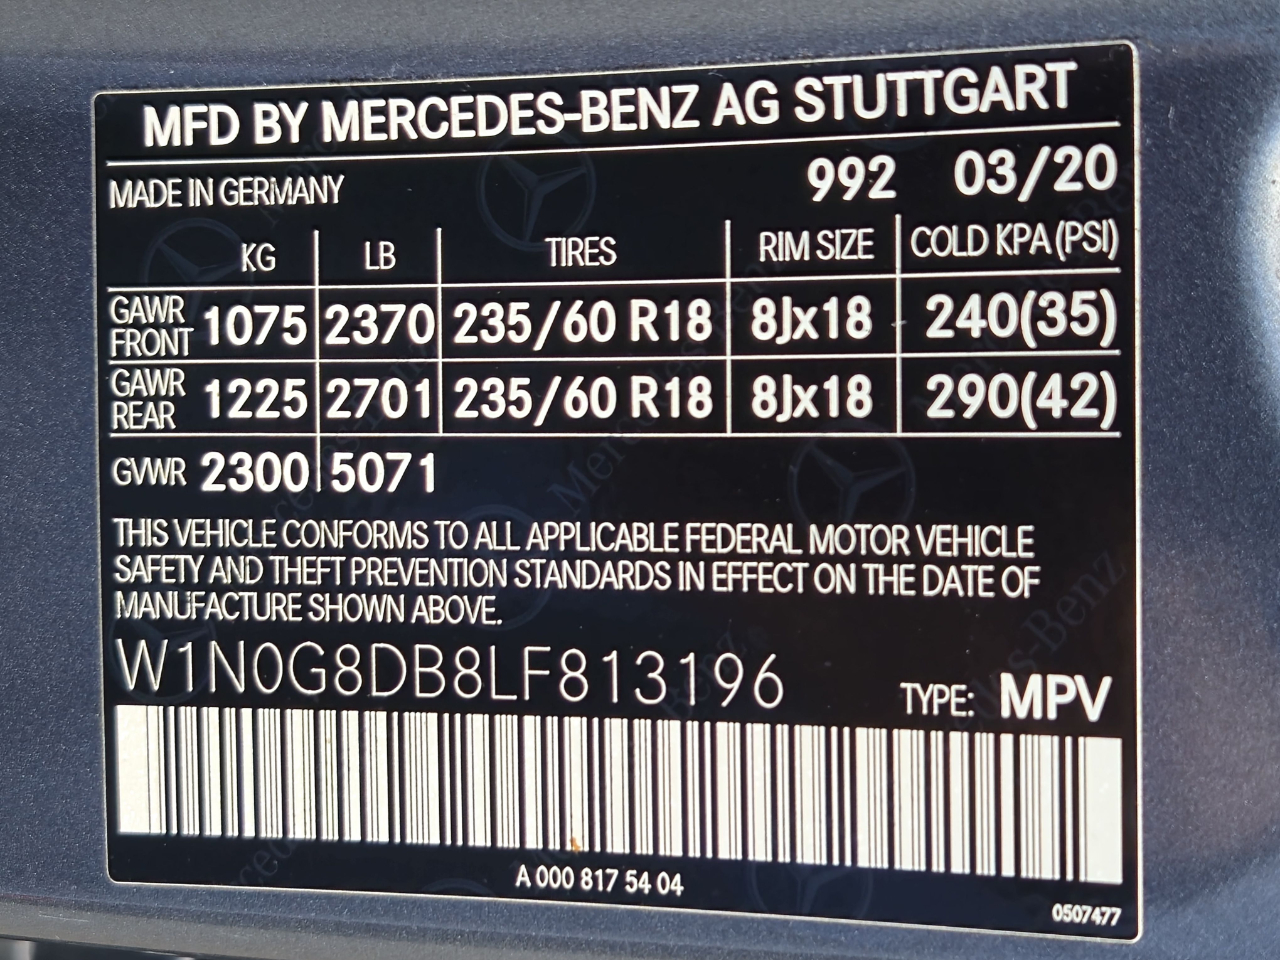 MFD BY MERCEDES-BENZ AG STUTTGART
MADE IN GERMANY 992 03/20
KG LB TIRES RIM SIZE COLD KPA (PSI)
GAWR FRONT 1075 2370 235/60 R18 8Jx18 240(35)
GAWR REAR 1225 2701 235/60 R18 8Jx18 290(42)
GVWR 2300 5071
THIS VEHICLE CONFORMS TO ALL APPLICABLE FEDERAL MOTOR VEHICLE
SAFETY AND THEFT PREVENTION STANDARDS IN EFFECT ON THE DATE OF
MANUFACTURE SHOWN ABOVE.
W1N0G8DB8LF813196 TYPE: MPV
A 000 817 54 04
0507477